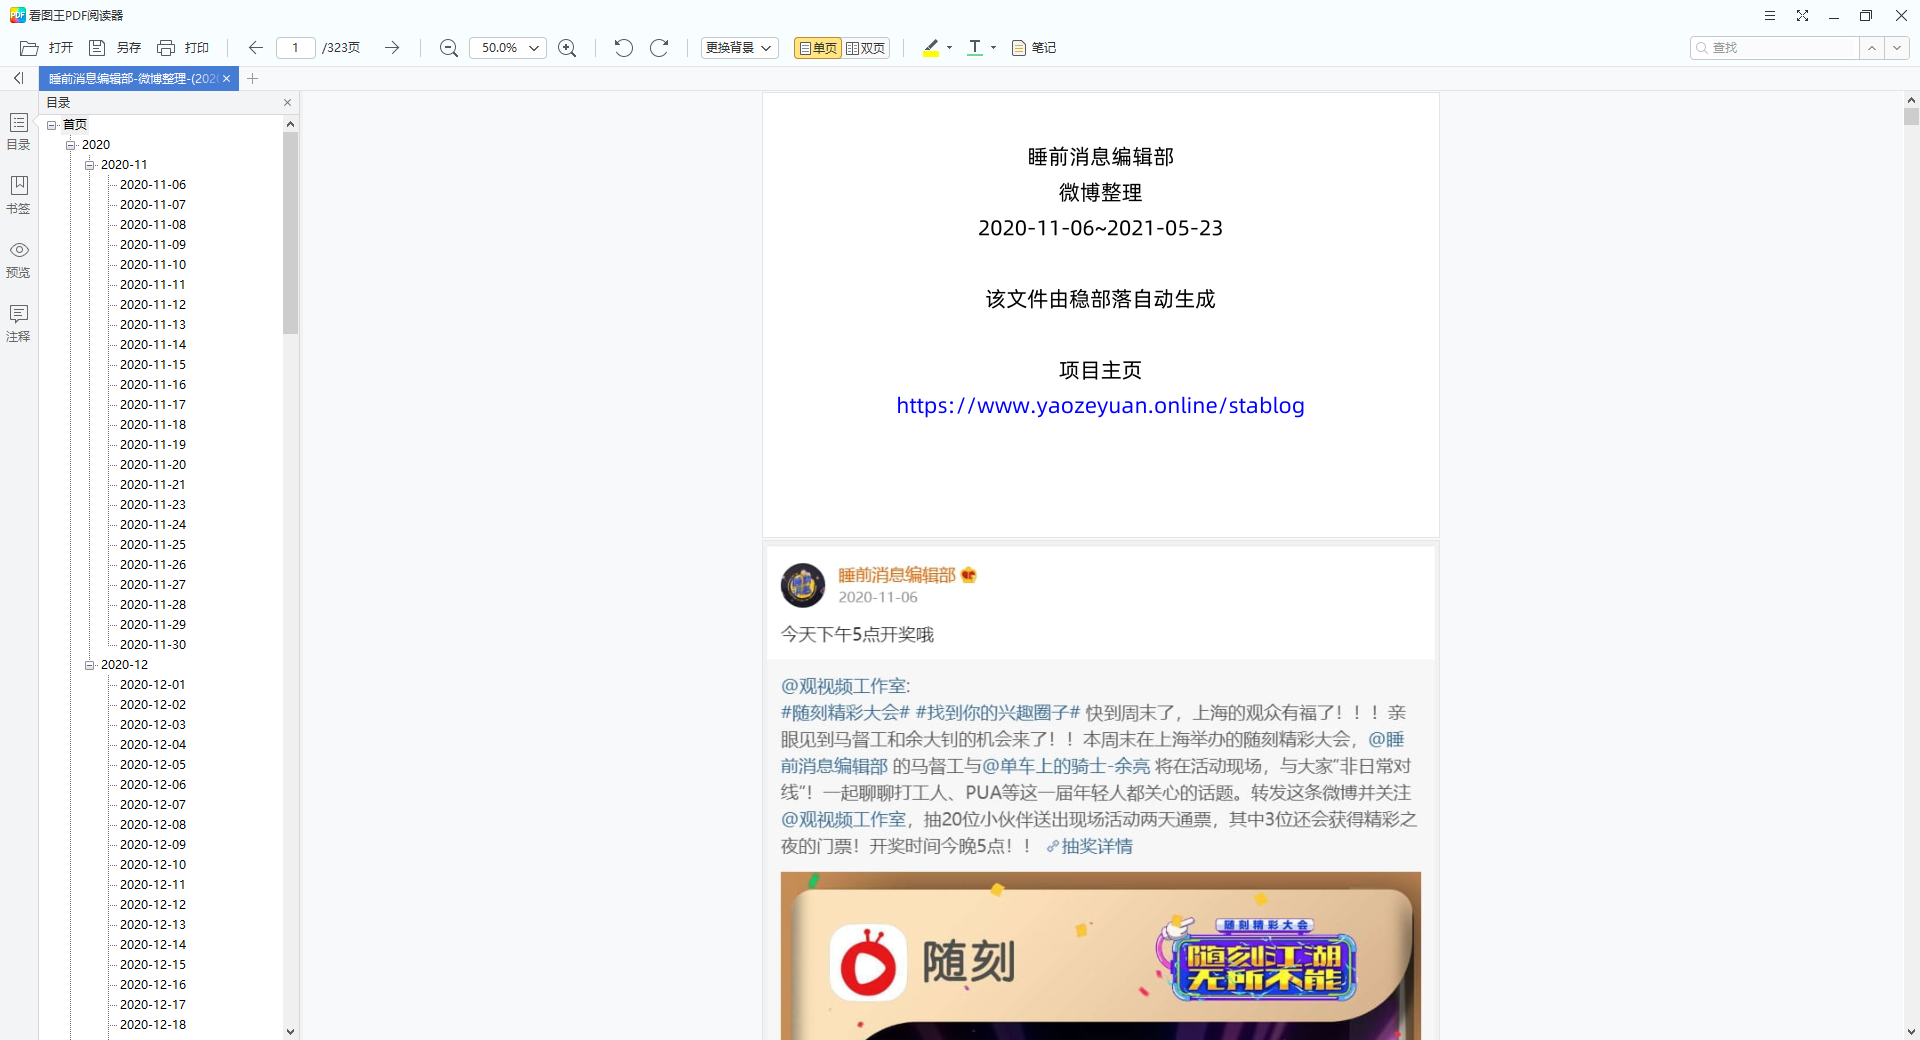 看图王PDF阅读器
打开 另存 打印 1 /323页 50.0% 更换背景 单页 双页 笔记 查找
睡前消息编辑部-微博整理-(202
目录
目录
书签
预览
注释
首页
2020
2020-11
2020-11-06
2020-11-07
2020-11-08
2020-11-09
2020-11-10
2020-11-11
2020-11-12
2020-11-13
2020-11-14
2020-11-15
2020-11-16
2020-11-17
2020-11-18
2020-11-19
2020-11-20
2020-11-21
2020-11-23
2020-11-24
2020-11-25
2020-11-26
2020-11-27
2020-11-28
2020-11-29
2020-11-30
2020-12
2020-12-01
2020-12-02
2020-12-03
2020-12-04
2020-12-05
2020-12-06
2020-12-07
2020-12-08
2020-12-09
2020-12-10
2020-12-11
2020-12-12
2020-12-13
2020-12-14
2020-12-15
2020-12-16
2020-12-17
2020-12-18
睡前消息编辑部
微博整理
2020-11-06~2021-05-23
该文件由稳部落自动生成
项目主页
https://www.yaozeyuan.online/stablog
睡前消息编辑部
2020-11-06
今天下午5点开奖哦
@观视频工作室:
#随刻精彩大会# #找到你的兴趣圈子# 快到周末了，上海的观众有福了！！！亲
眼见到马督工和余大钊的机会来了！！本周末在上海举办的随刻精彩大会，@睡
前消息编辑部 的马督工与@单车上的骑士-余亮 将在活动现场，与大家“非日常对
线”！一起聊聊打工人、PUA等这一届年轻人都关心的话题。转发这条微博并关注
@观视频工作室，抽20位小伙伴送出现场活动两天通票，其中3位还会获得精彩之
夜的门票！开奖时间今晚5点！！ 抽奖详情
随刻
随刻精彩大会
随刻江湖
无所不能